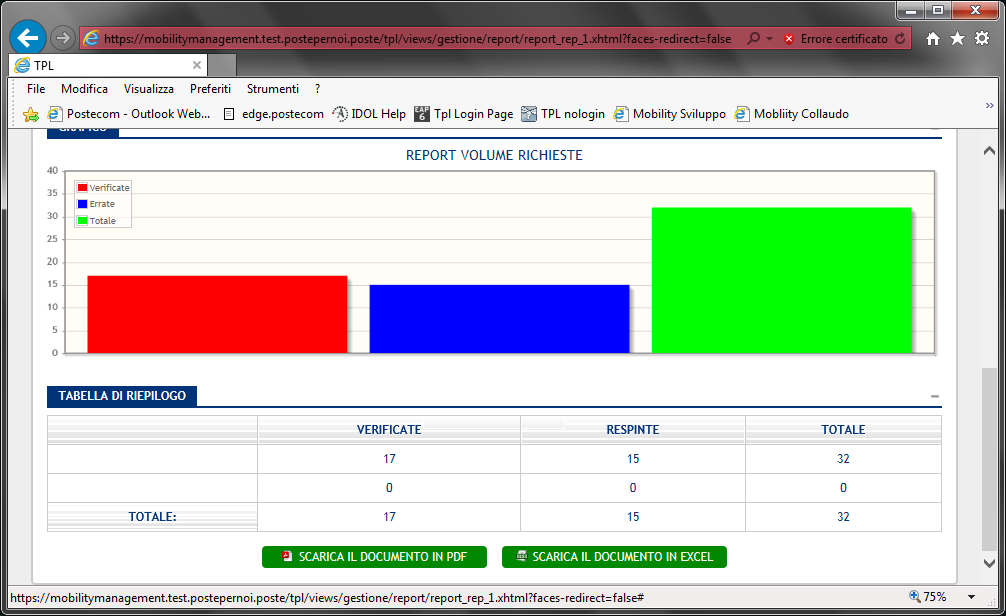 https://mobilitymanagement.test.postepernoi.poste/tpl/views/gestione/report/report_rep_1.xhtml?faces-redirect=false Errore certificato
TPL
File Modifica Visualizza Preferiti Strumenti ?
Postecom - Outlook Web... edge.postecom IDOL Help Tpl Login Page TPL nologin Mobility Sviluppo Mobliity Collaudo
GRAFICO
REPORT VOLUME RICHIESTE
40
35
30
25
20
15
10
5
0
Verificate
Errate
Totale
TABELLA DI RIEPILOGO
VERIFICATE RESPINTE TOTALE
17 15 32
0 0 0
TOTALE: 17 15 32
SCARICA IL DOCUMENTO IN PDF SCARICA IL DOCUMENTO IN EXCEL
https://mobilitymanagement.test.postepernoi.poste/tpl/views/gestione/report/report_rep_1.xhtml?faces-redirect=false# 75%